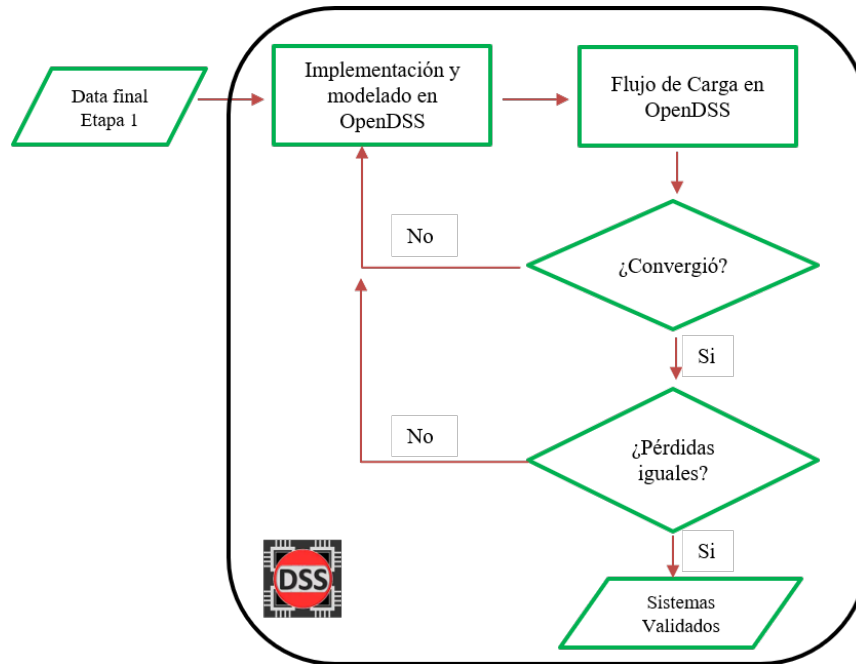 Data final
Etapa 1
Implementación y
modelado en
OpenDSS
Flujo de Carga en
OpenDSS
No
¿Convergió?
Si
No
¿Pérdidas
iguales?
Si
DSS
Sistemas
Validados